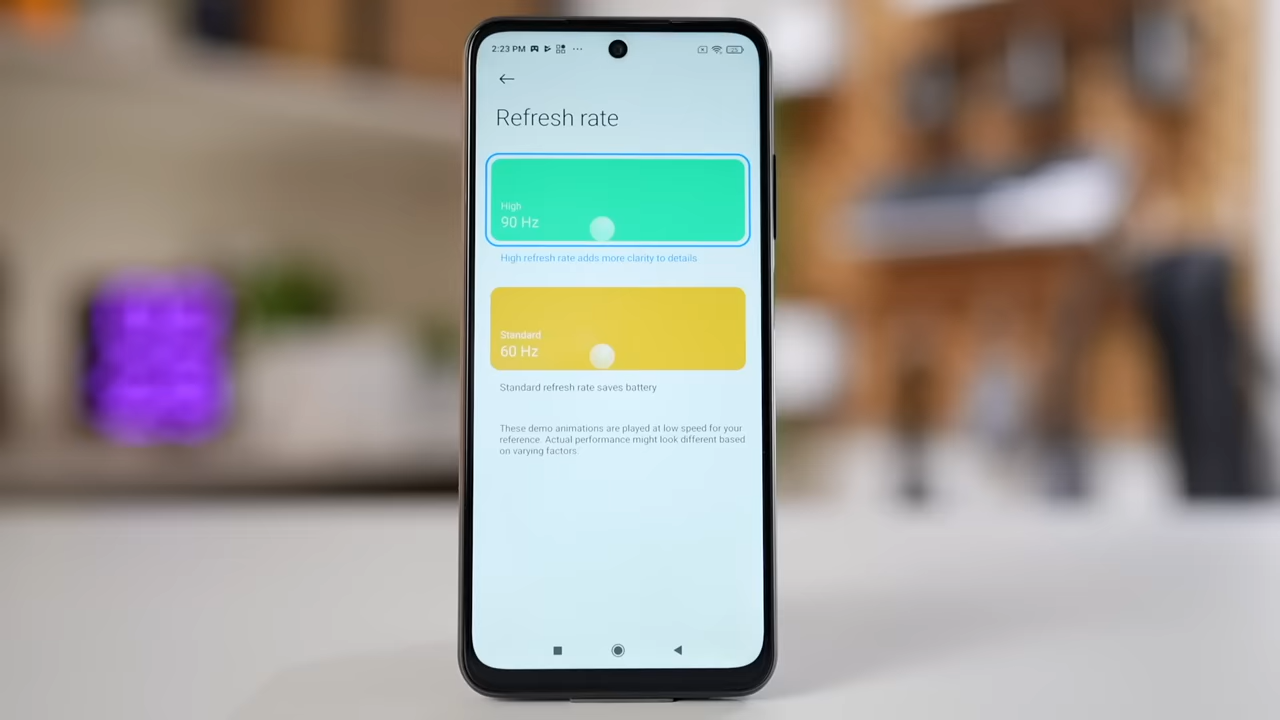 2:23 PM
Refresh rate
High
90 Hz
High refresh rate adds more clarity to details
Standard
60 Hz
Standard refresh rate saves battery
These demo animations are played at low speed for your
reference. Actual performance might look different based
on varying factors.